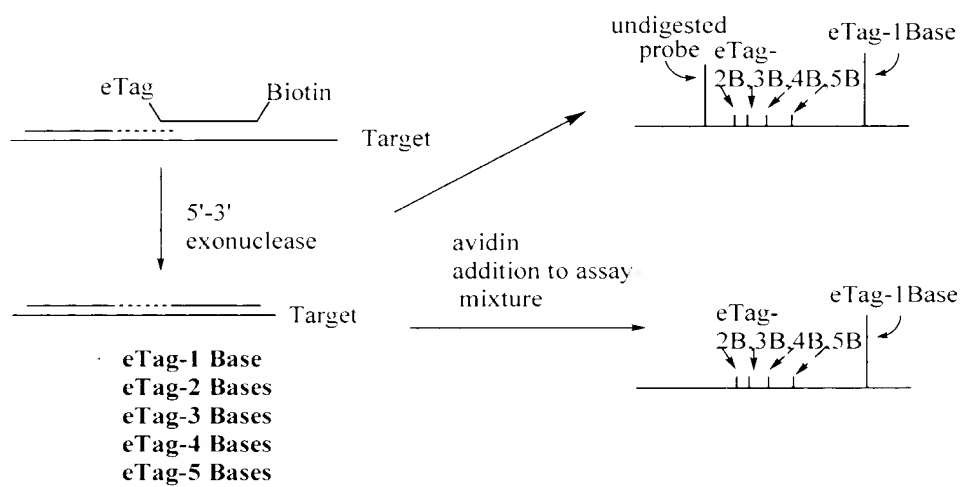 eTag
Biotin
Target
5'-3'
exonuclease
Target
eTag-1 Base
eTag-2 Bases
eTag-3 Bases
eTag-4 Bases
eTag-5 Bases
undigested
probe
eTag-
2B,3B,4B,5B
eTag-1Base
avidin
addition to assay
mixture
eTag-
2B,3B,4B,5B
eTag-1Base